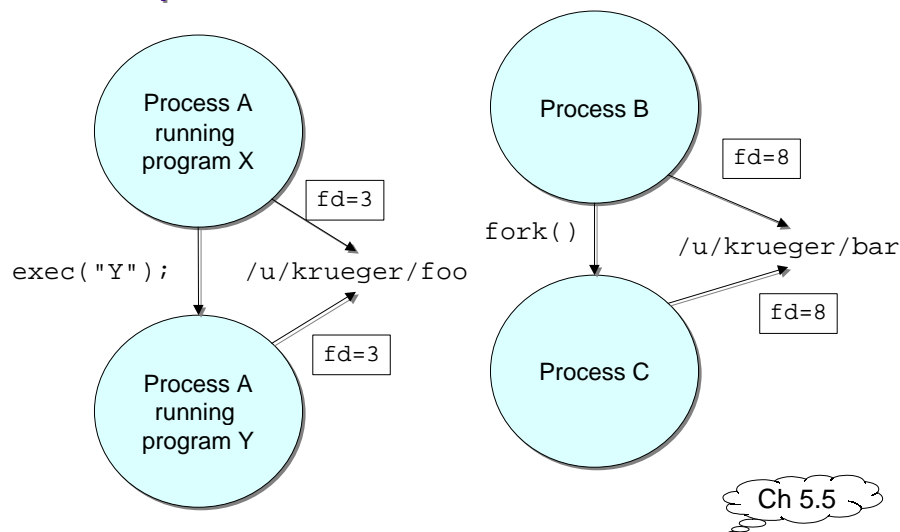 Process A
running
program X
fd=3
exec("Y");
/u/krueger/foo
fd=3
Process A
running
program Y
Process B
fd=8
fork()
/u/krueger/bar
fd=8
Process C
Ch 5.5